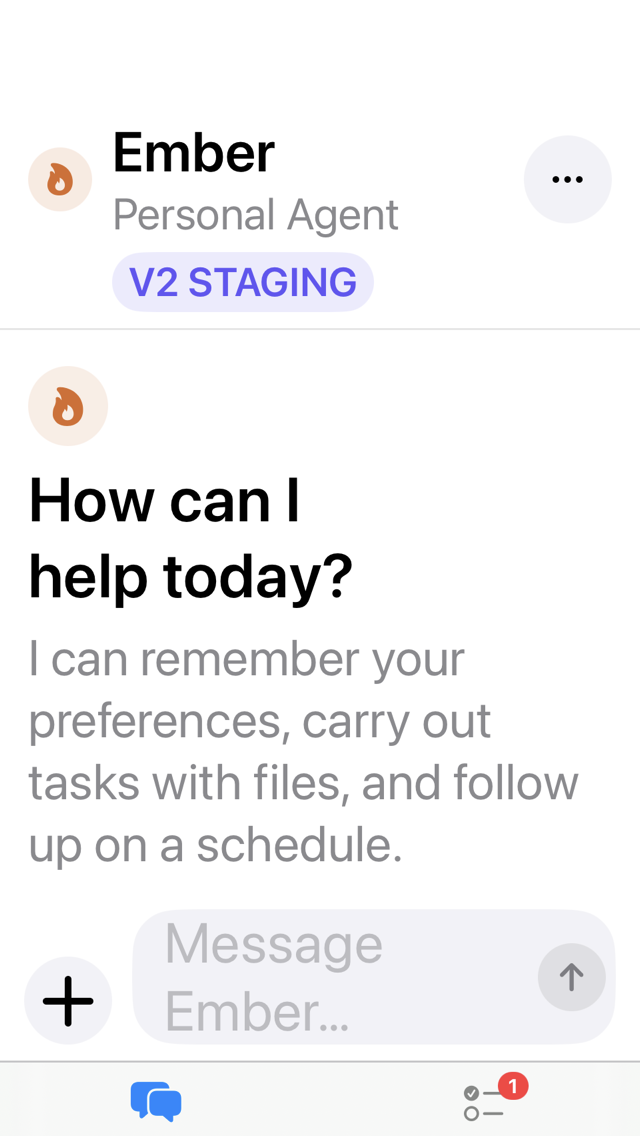 Ember
Personal Agent
V2 STAGING
How can I
help today?
I can remember your
preferences, carry out
tasks with files, and follow
up on a schedule.
Message
Ember...
1